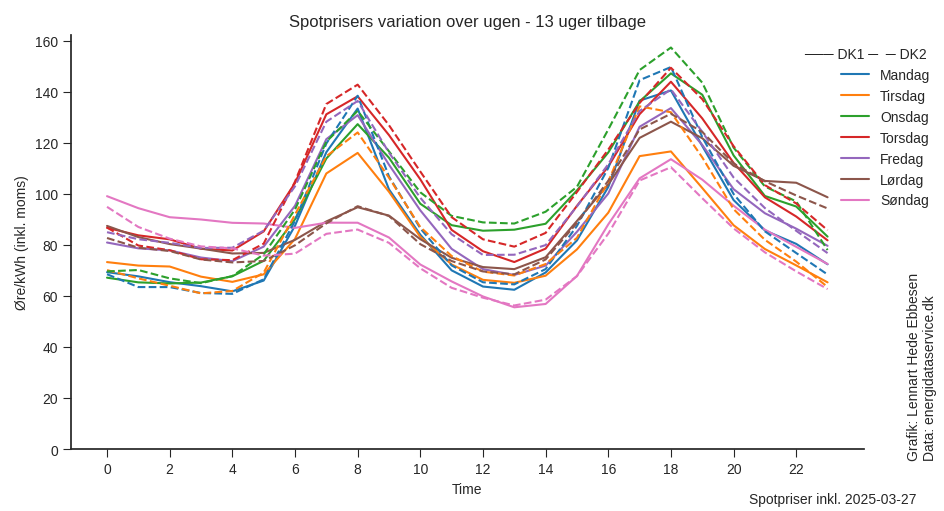 Spotprisers variation over ugen - 13 uger tilbage
160
140
120
100
80
60
40
20
0
Øre/kWh (inkl. moms)
0 2 4 6 8 10 12 14 16 18 20 22
Time
DK1 DK2
Mandag
Tirsdag
Onsdag
Torsdag
Fredag
Lørdag
Søndag
Grafik: Lennart Hede Ebbesen
Data: energidataservice.dk
Spotpriser inkl. 2025-03-27